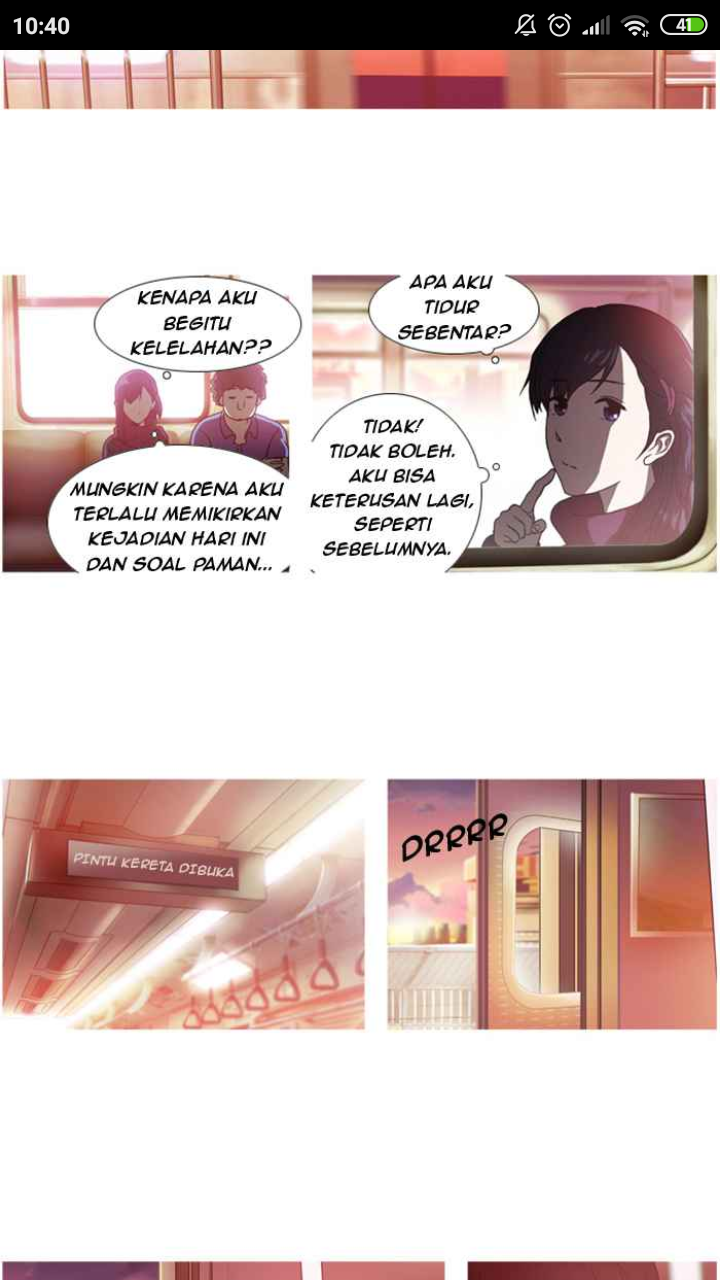 10:40
41
KENAPA AKU
BEGITU
KELELAHAN??
MUNGKIN KARENA AKU
TERLALU MEMIKIRKAN
KEJADIAN HARI INI
DAN SOAL PAMAN...
APA AKU
TIDUR
SEBENTAR?
TIDAK!
TIDAK BOLEH.
AKU BISA
KETERUSAN LAGI,
SEPERTI
SEBELUMNYA.
PINTU KERETA DIBUKA
DRRRR